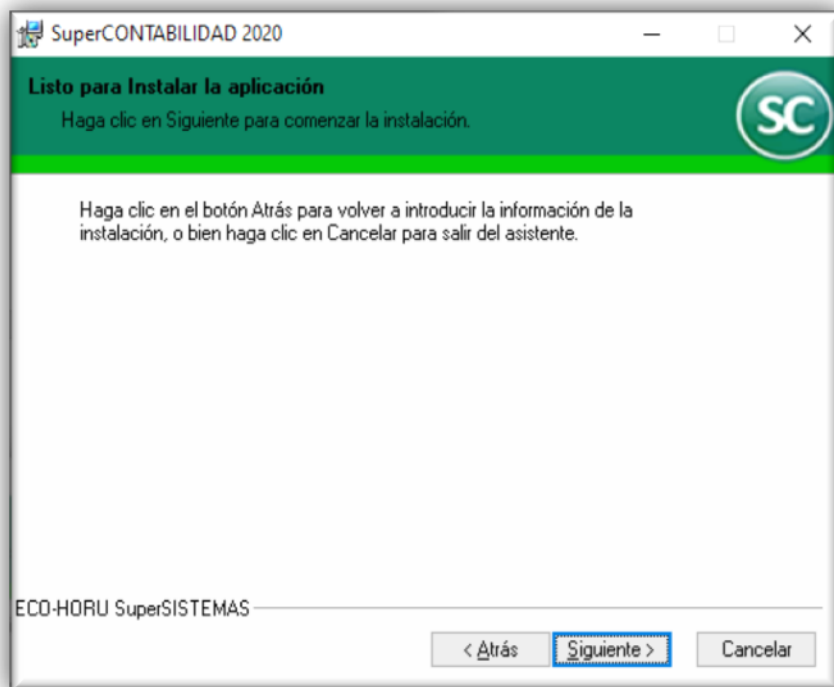 SuperCONTABILIDAD 2020
Listo para Instalar la aplicación
Haga clic en Siguiente para comenzar la instalación.
SC
Haga clic en el botón Atrás para volver a introducir la información de la
instalación, o bien haga clic en Cancelar para salir del asistente.
ECO-HORU SuperSISTEMAS
< Atrás Siguiente > Cancelar